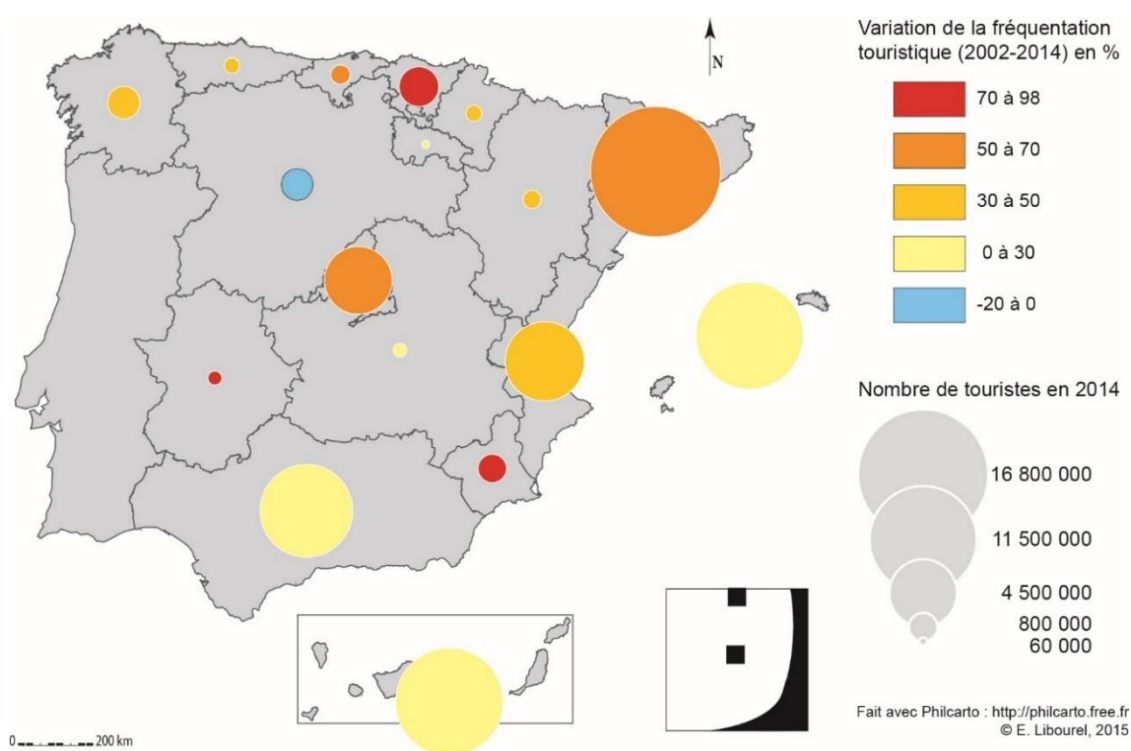 Variation de la fréquentation
touristique (2002-2014) en %
N
70 à 98
50 à 70
30 à 50
0 à 30
-20 à 0
Nombre de touristes en 2014
16 800 000
11 500 000
4 500 000
800 000
60 000
Fait avec Philcarto : http://philcarto.free.fr
© E. Libourel, 2015
0 200 km